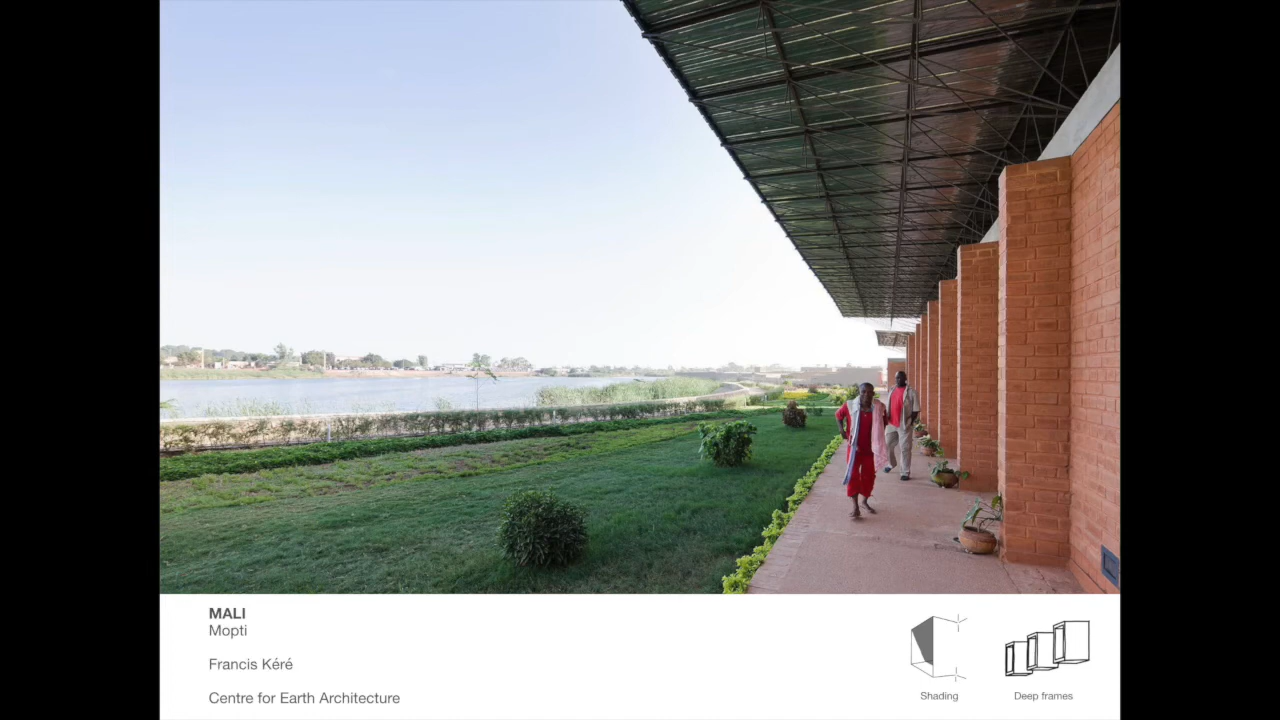 MALI
Mopti
Francis Kéré
Centre for Earth Architecture
Shading
Deep frames